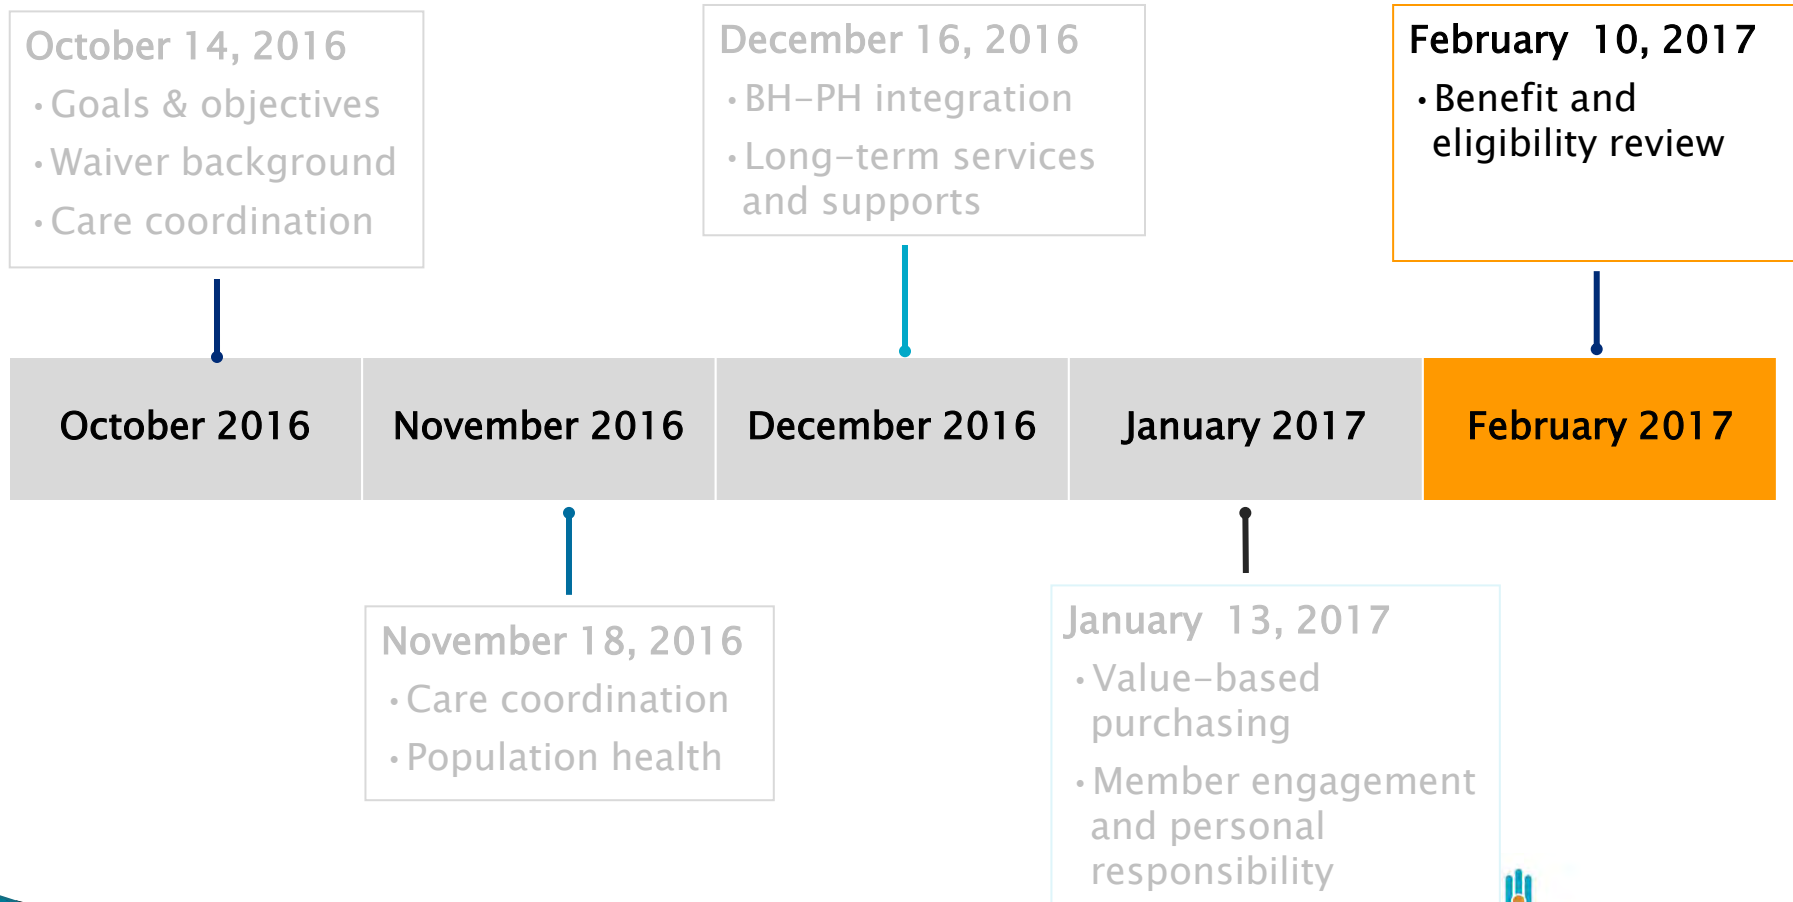 October 14, 2016
•Goals & objectives
•Waiver background
•Care coordination
December 16, 2016
•BH-PH integration
•Long-term services
and supports
February 10, 2017
•Benefit and
eligibility review
October 2016
November 2016
December 2016
January 2017
February 2017
November 18, 2016
•Care coordination
•Population health
January 13, 2017
•Value-based
purchasing
•Member engagement
and personal
responsibility